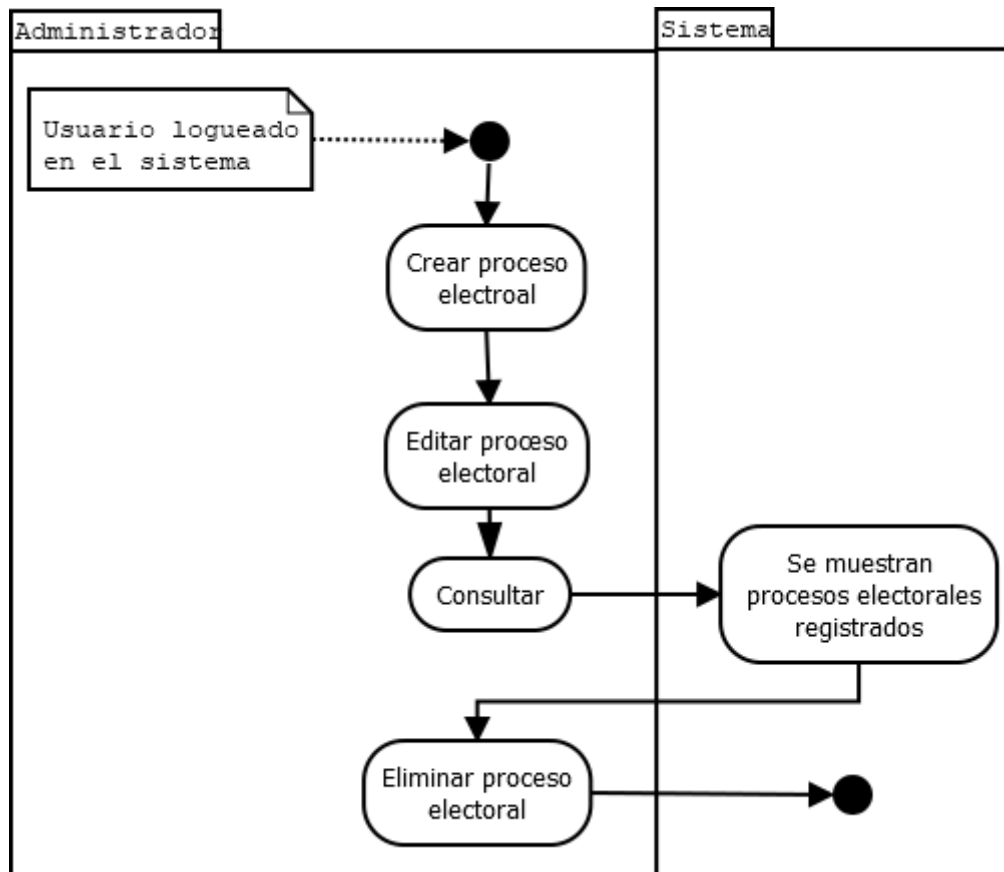 Administrador
Sistema
Usuario logueado
en el sistema
Crear proceso
electroal
Editar proceso
electoral
Consultar
Se muestran
procesos electorales
registrados
Eliminar proceso
electoral